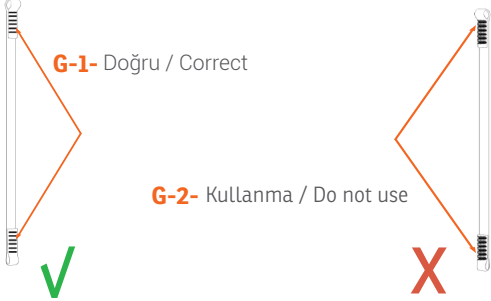 G-1- Doğru / Correct
G-2- Kullanma / Do not use